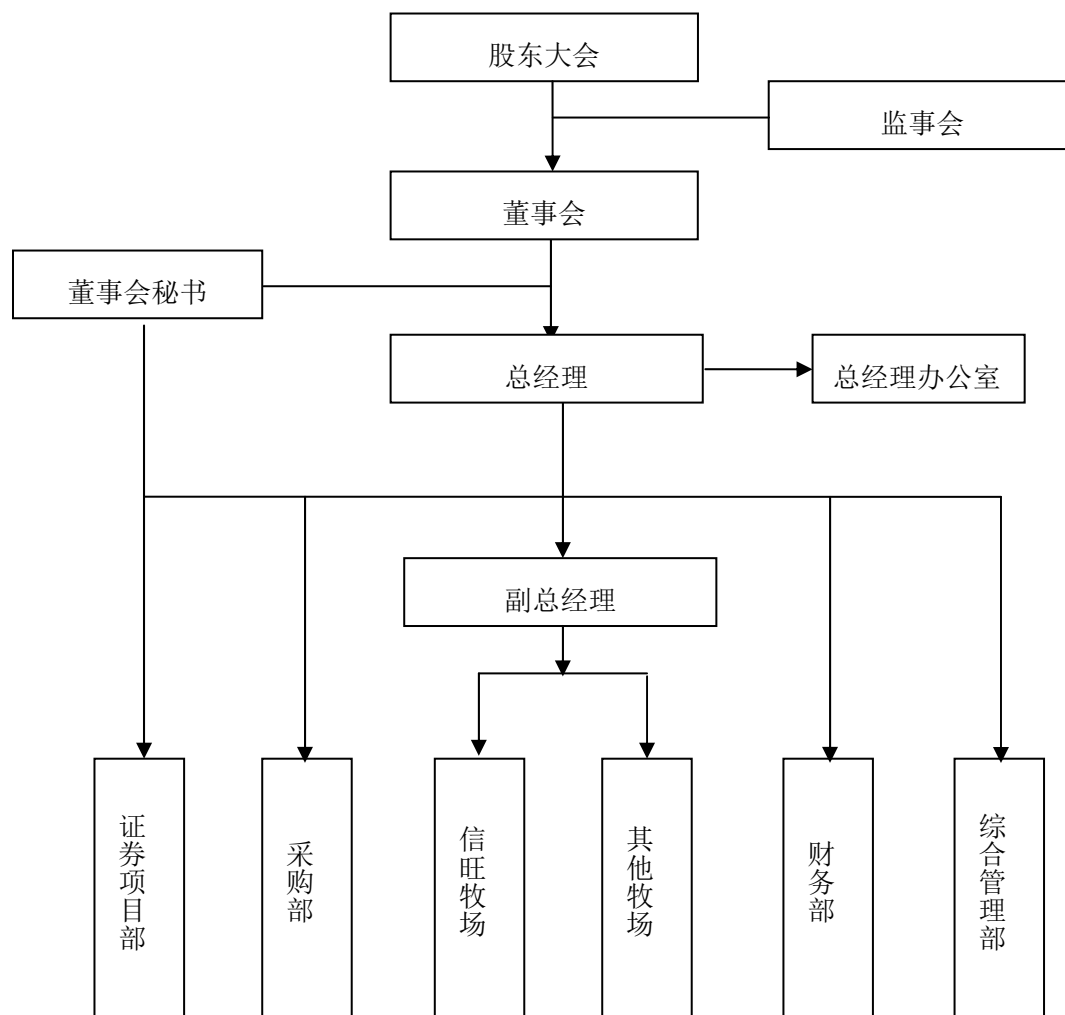 股东大会
监事会
董事会
董事会秘书
总经理
总经理办公室
副总经理
证券项目部
采购部
信旺牧场
其他牧场
财务部
综合管理部